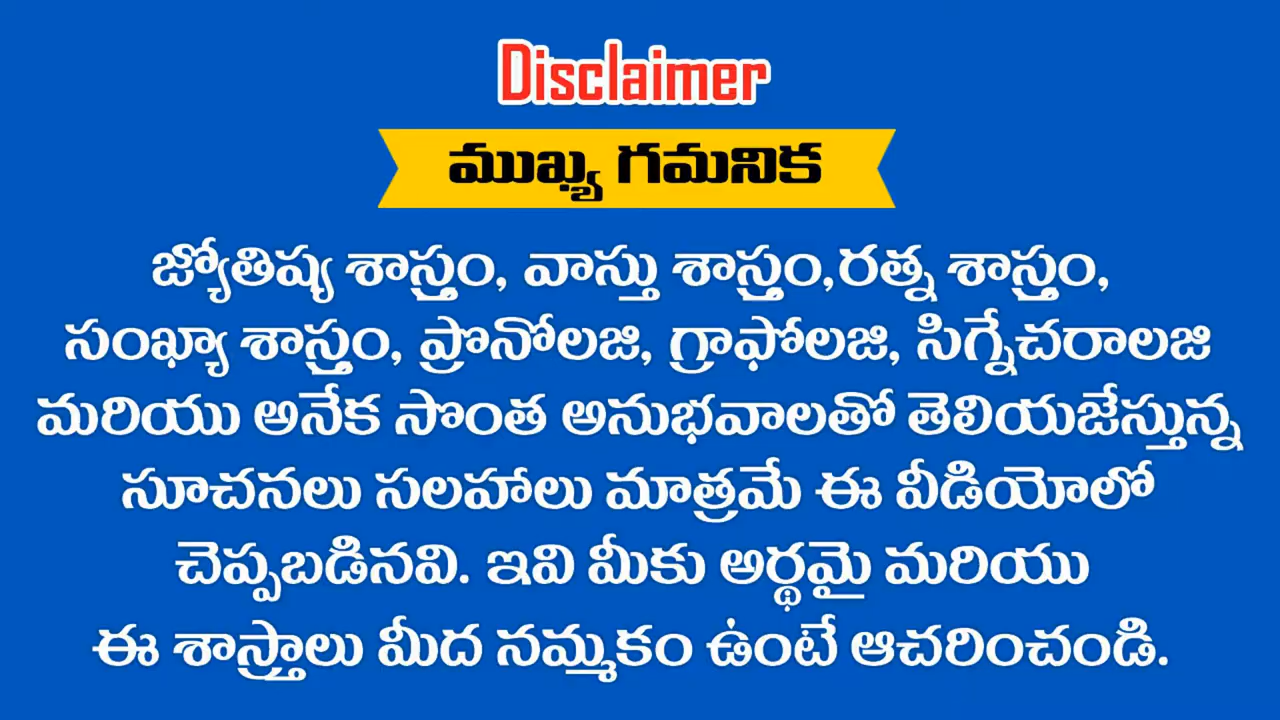 Disclaimer
ముఖ్య గమనిక
జ్యోతిష్య శాస్త్రం, వాస్తు శాస్త్రం,రత్న శాస్త్రం,
సంఖ్యా శాస్త్రం, ప్రొనోలజి, గ్రాఫోలజి, సిగ్నేచరాలజి
మరియు అనేక సొంత అనుభవాలతో తెలియజేస్తున్న
సూచనలు సలహాలు మాత్రమే ఈ వీడియోలో
చెప్పబడినవి. ఇవి మీకు అర్థమై మరియు
ఈ శాస్త్రాలు మీద నమ్మకం ఉంటే ఆచరించండి.